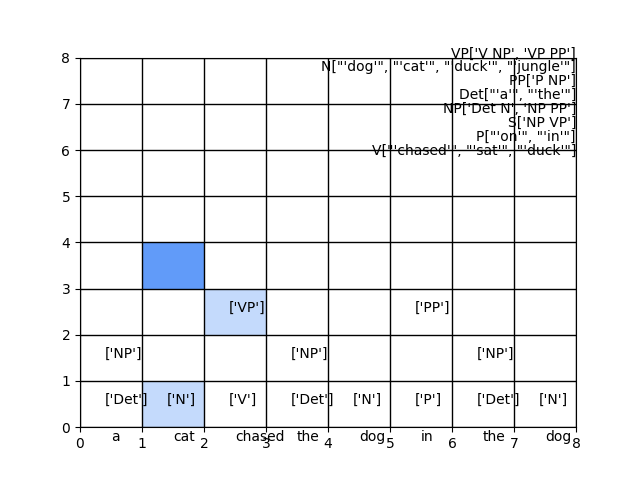 VP['V NP', 'VP PP']
N["'dog'", "'cat'", "'duck'", "'jungle'"]
PP['P NP']
Det["'a'", "'the'"]
NP['Det N', 'NP PP']
S['NP VP']
P["'on'", "'in'"]
V["'chased'", "'sat'", "'duck'"]
8
7
6
5
4
3
2
1
0
['VP'] ['PP']
['NP'] ['NP'] ['NP']
['Det'] ['N'] ['V'] ['Det'] ['N'] ['P'] ['Det'] ['N']
a cat chased the dog in the dog
0 1 2 3 4 5 6 7 8